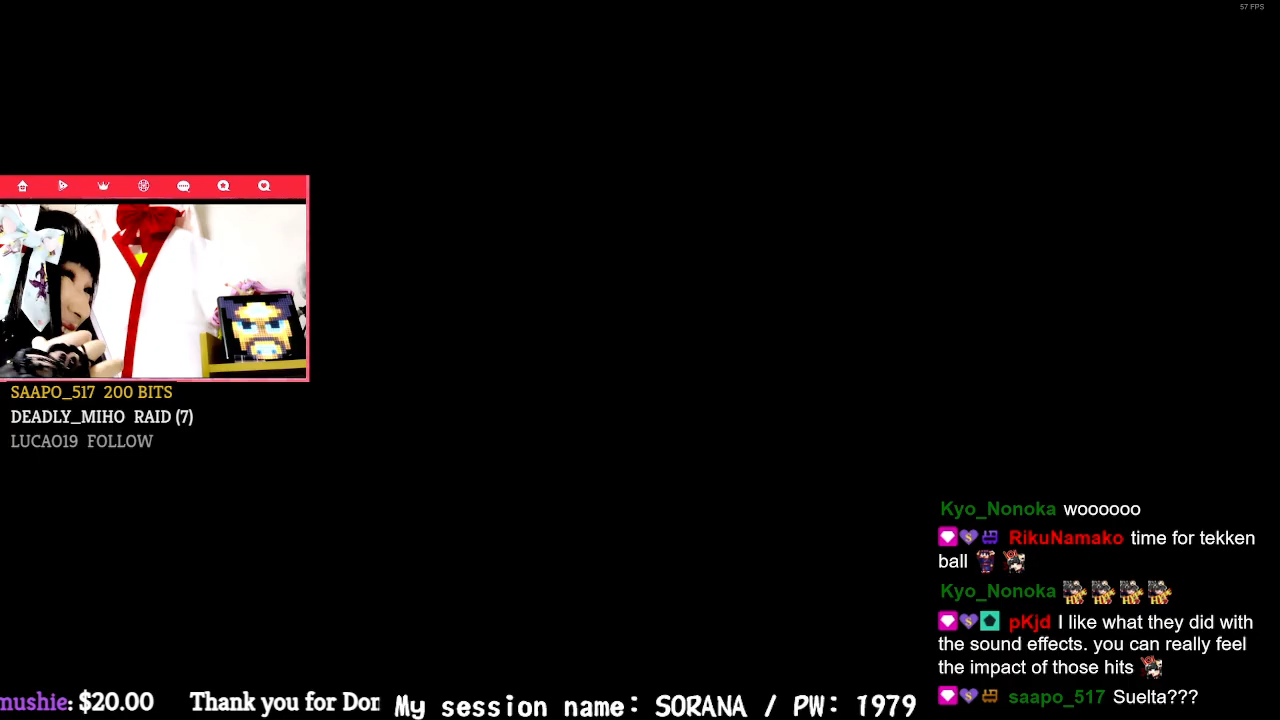 57 FPS
SAAPO_517 200 BITS
DEADLY_MIHO RAID (7)
LUCAO19 FOLLOW
Kyo_Nonoka woooooo
RikuNamako time for tekken
ball
Kyo_Nonoka
pKjd I like what they did with
the sound effects. you can really feel
the impact of those hits
saapo_517 Suelta???
mushie: $20.00 Thank you for Don
My session name: SORANA / PW: 1979